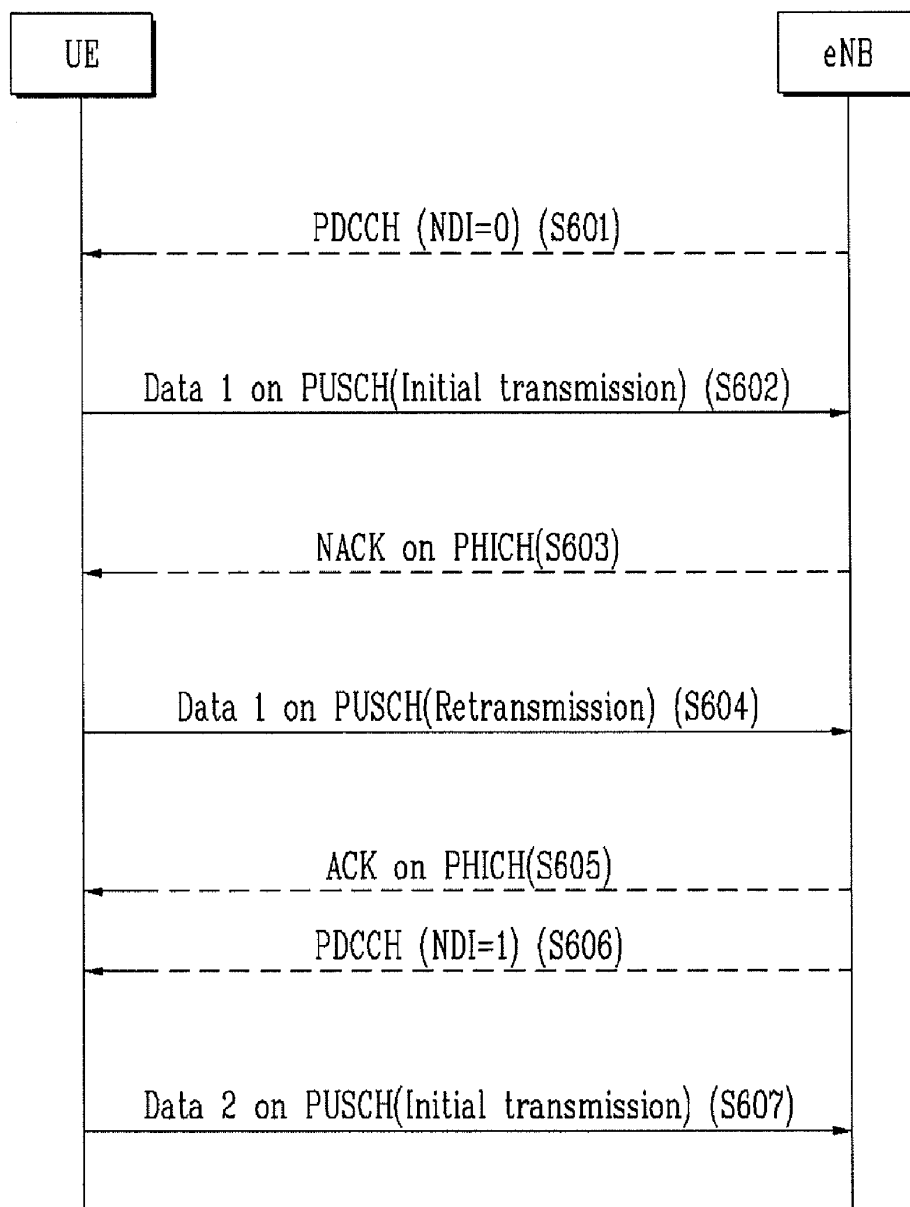 UE
eNB
PDCCH (NDI=0) (S601)
Data 1 on PUSCH(Initial transmission) (S602)
NACK on PHICH(S603)
Data 1 on PUSCH(Retransmission) (S604)
ACK on PHICH(S605)
PDCCH (NDI=1) (S606)
Data 2 on PUSCH(Initial transmission) (S607)